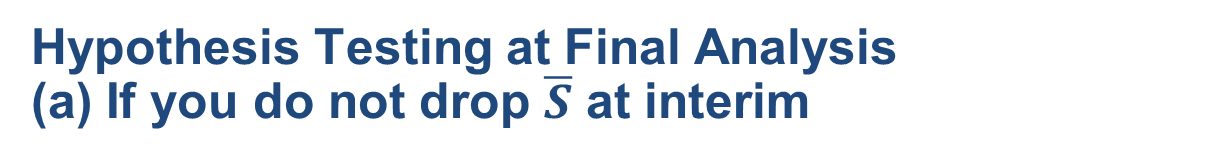 Hypothesis Testing at Final Analysis
(a) If you do not drop S̅ at interim